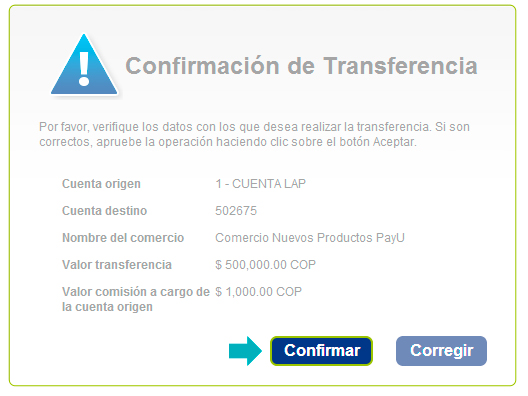 Confirmación de Transferencia
Por favor, verifique los datos con los que desea realizar la transferencia. Si son
correctos, apruebe la operación haciendo clic sobre el botón Aceptar.
Cuenta origen 1 - CUENTA LAP
Cuenta destino 502675
Nombre del comercio Comercio Nuevos Productos PayU
Valor transferencia $ 500,000.00 COP
Valor comisión a cargo de $ 1,000.00 COP
la cuenta origen
Confirmar Corregir